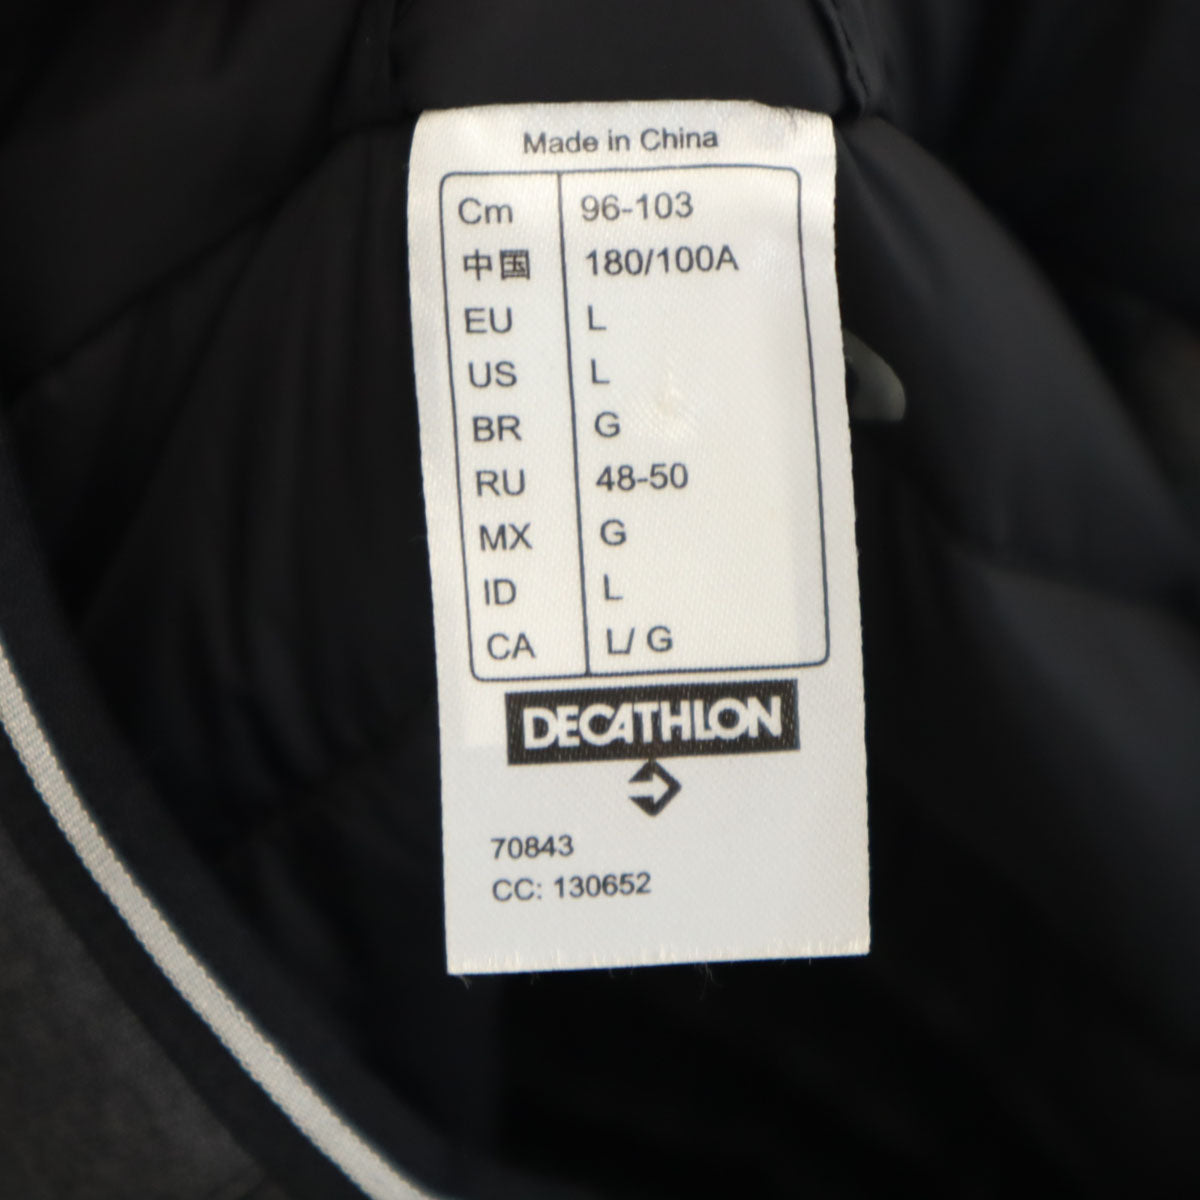 Made in China
Cm 96-103
中国 180/100A
EU L
US L
BR G
RU 48-50
MX G
ID L
CA L/ G
DECATHLON
70843
CC: 130652